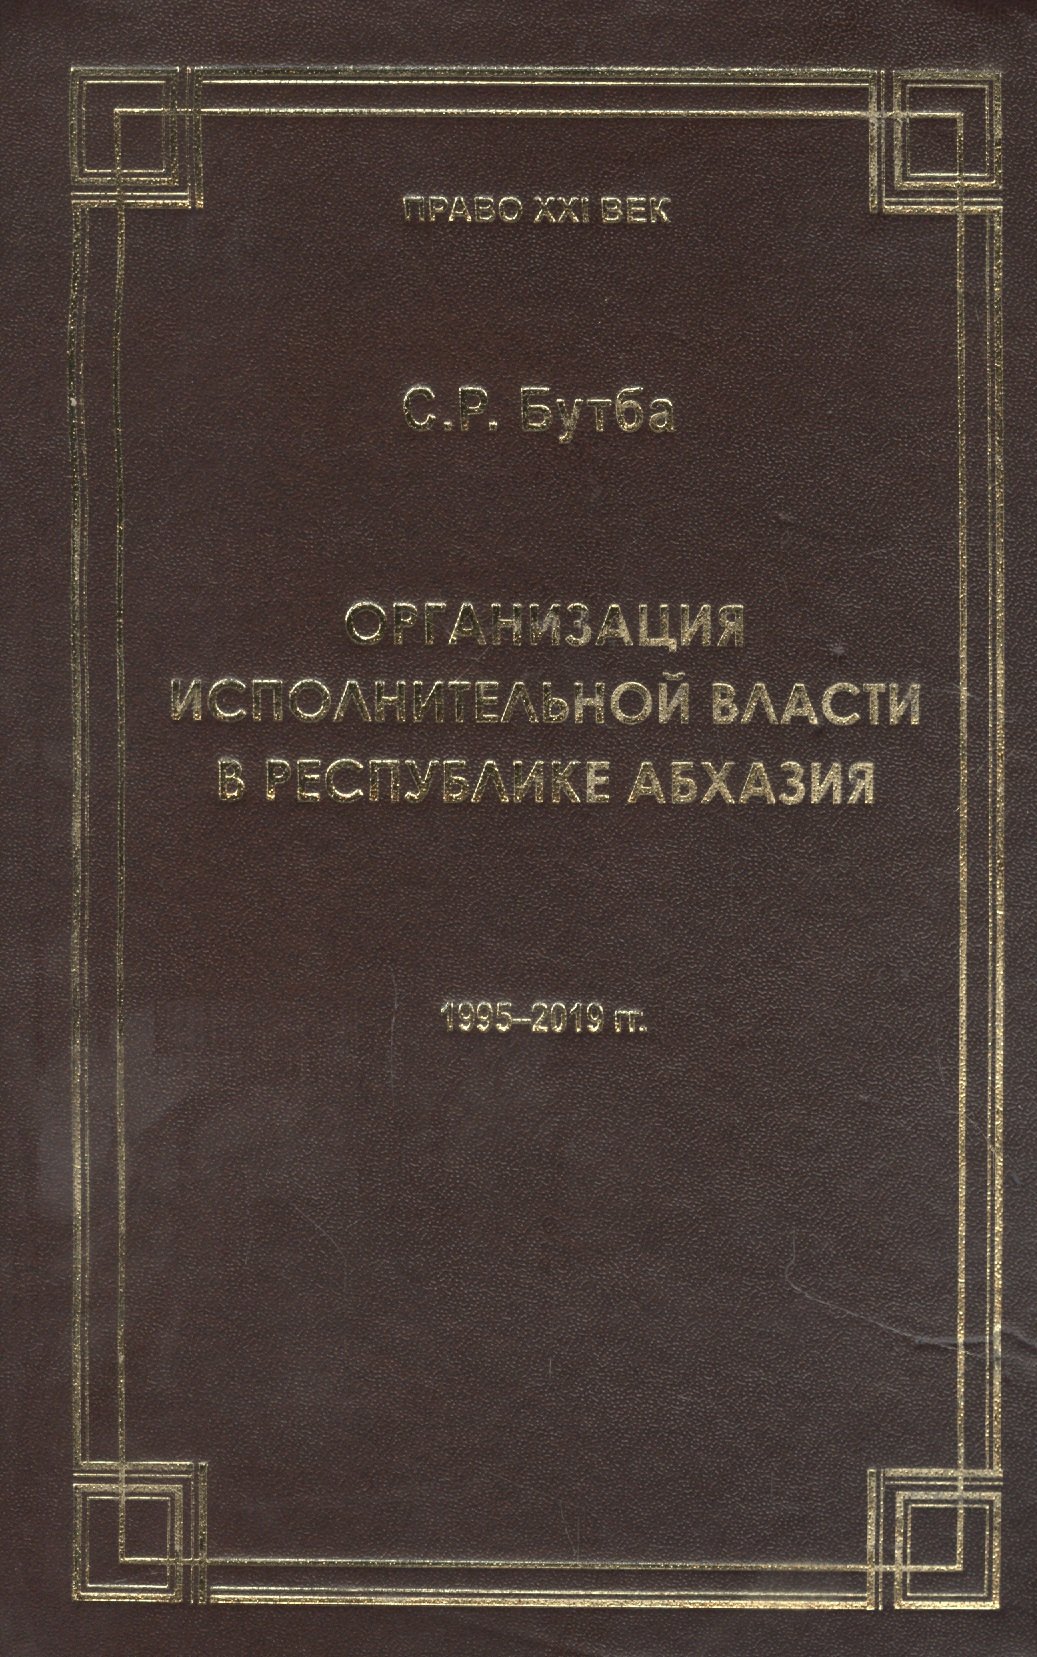 ПРАВО XXI ВЕК
С.Р. Бутба
ОРГАНИЗАЦИЯ
ИСПОЛНИТЕЛЬНОЙ ВЛАСТИ
В РЕСПУБЛИКЕ АБХАЗИЯ
1995–2019 гг.